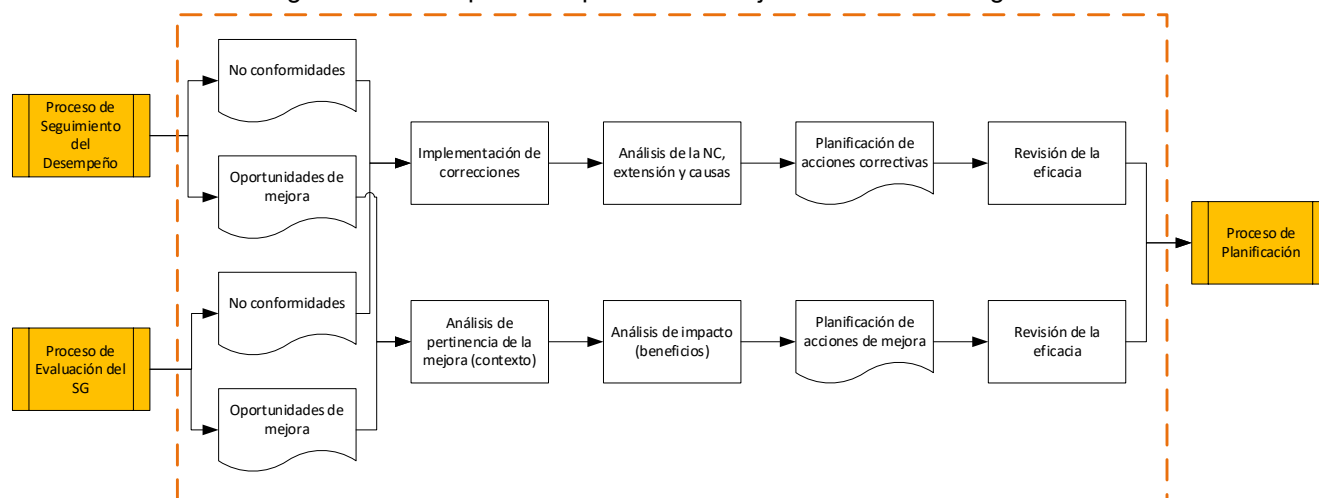 Proceso de
Seguimiento
del
Desempeño
No conformidades
Oportunidades de
mejora
Implementación de
correcciones
Análisis de la NC,
extensión y causas
Planificación de
acciones correctivas
Revisión de la
eficacia
Proceso de
Planificación
Proceso de
Evaluación del
SG
No conformidades
Oportunidades de
mejora
Análisis de
pertinencia de la
mejora (contexto)
Análisis de impacto
(beneficios)
Planificación de
acciones de mejora
Revisión de la
eficacia